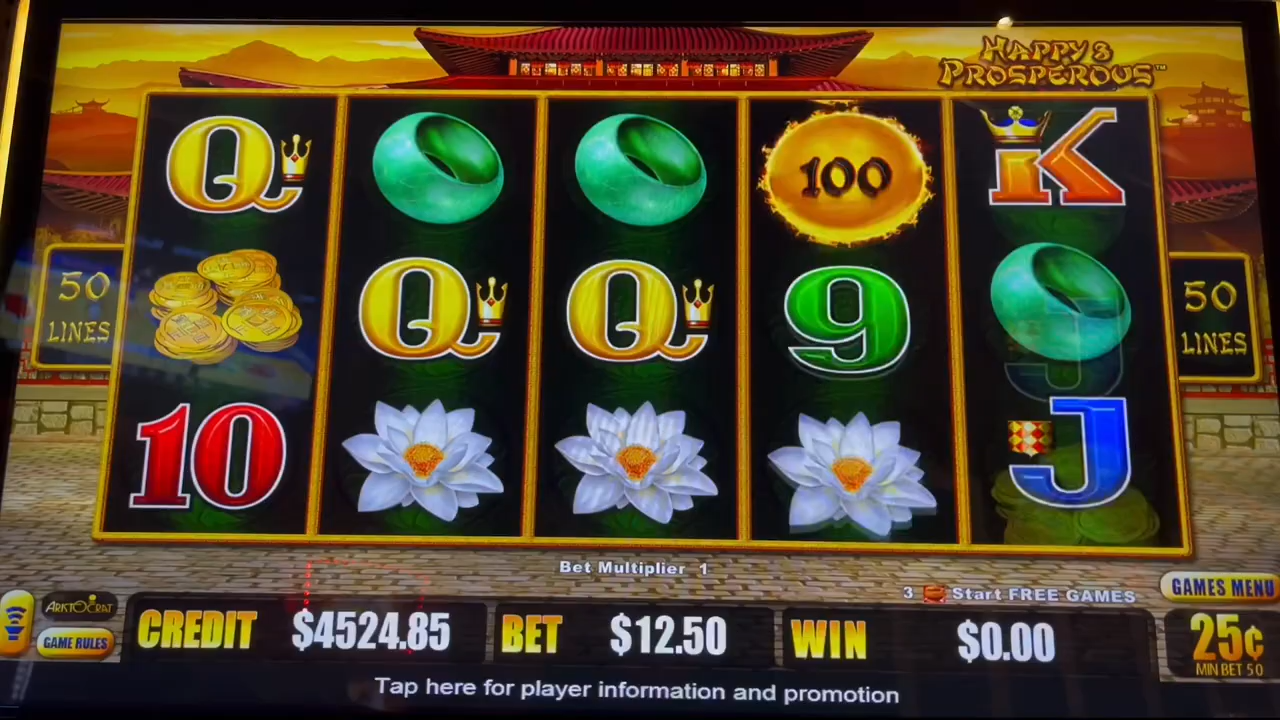 HAPPY &
PROSPEROUS™
Q
100
K
50
LINES
Q
Q
9
J
50
LINES
10
J
Bet Multiplier 1
3 Start FREE GAMES
GAMES MENU
ARISTOCRAT
GAME RULES
CREDIT $4524.85
BET $12.50
WIN $0.00
25¢
MIN BET 50
Tap here for player information and promotion